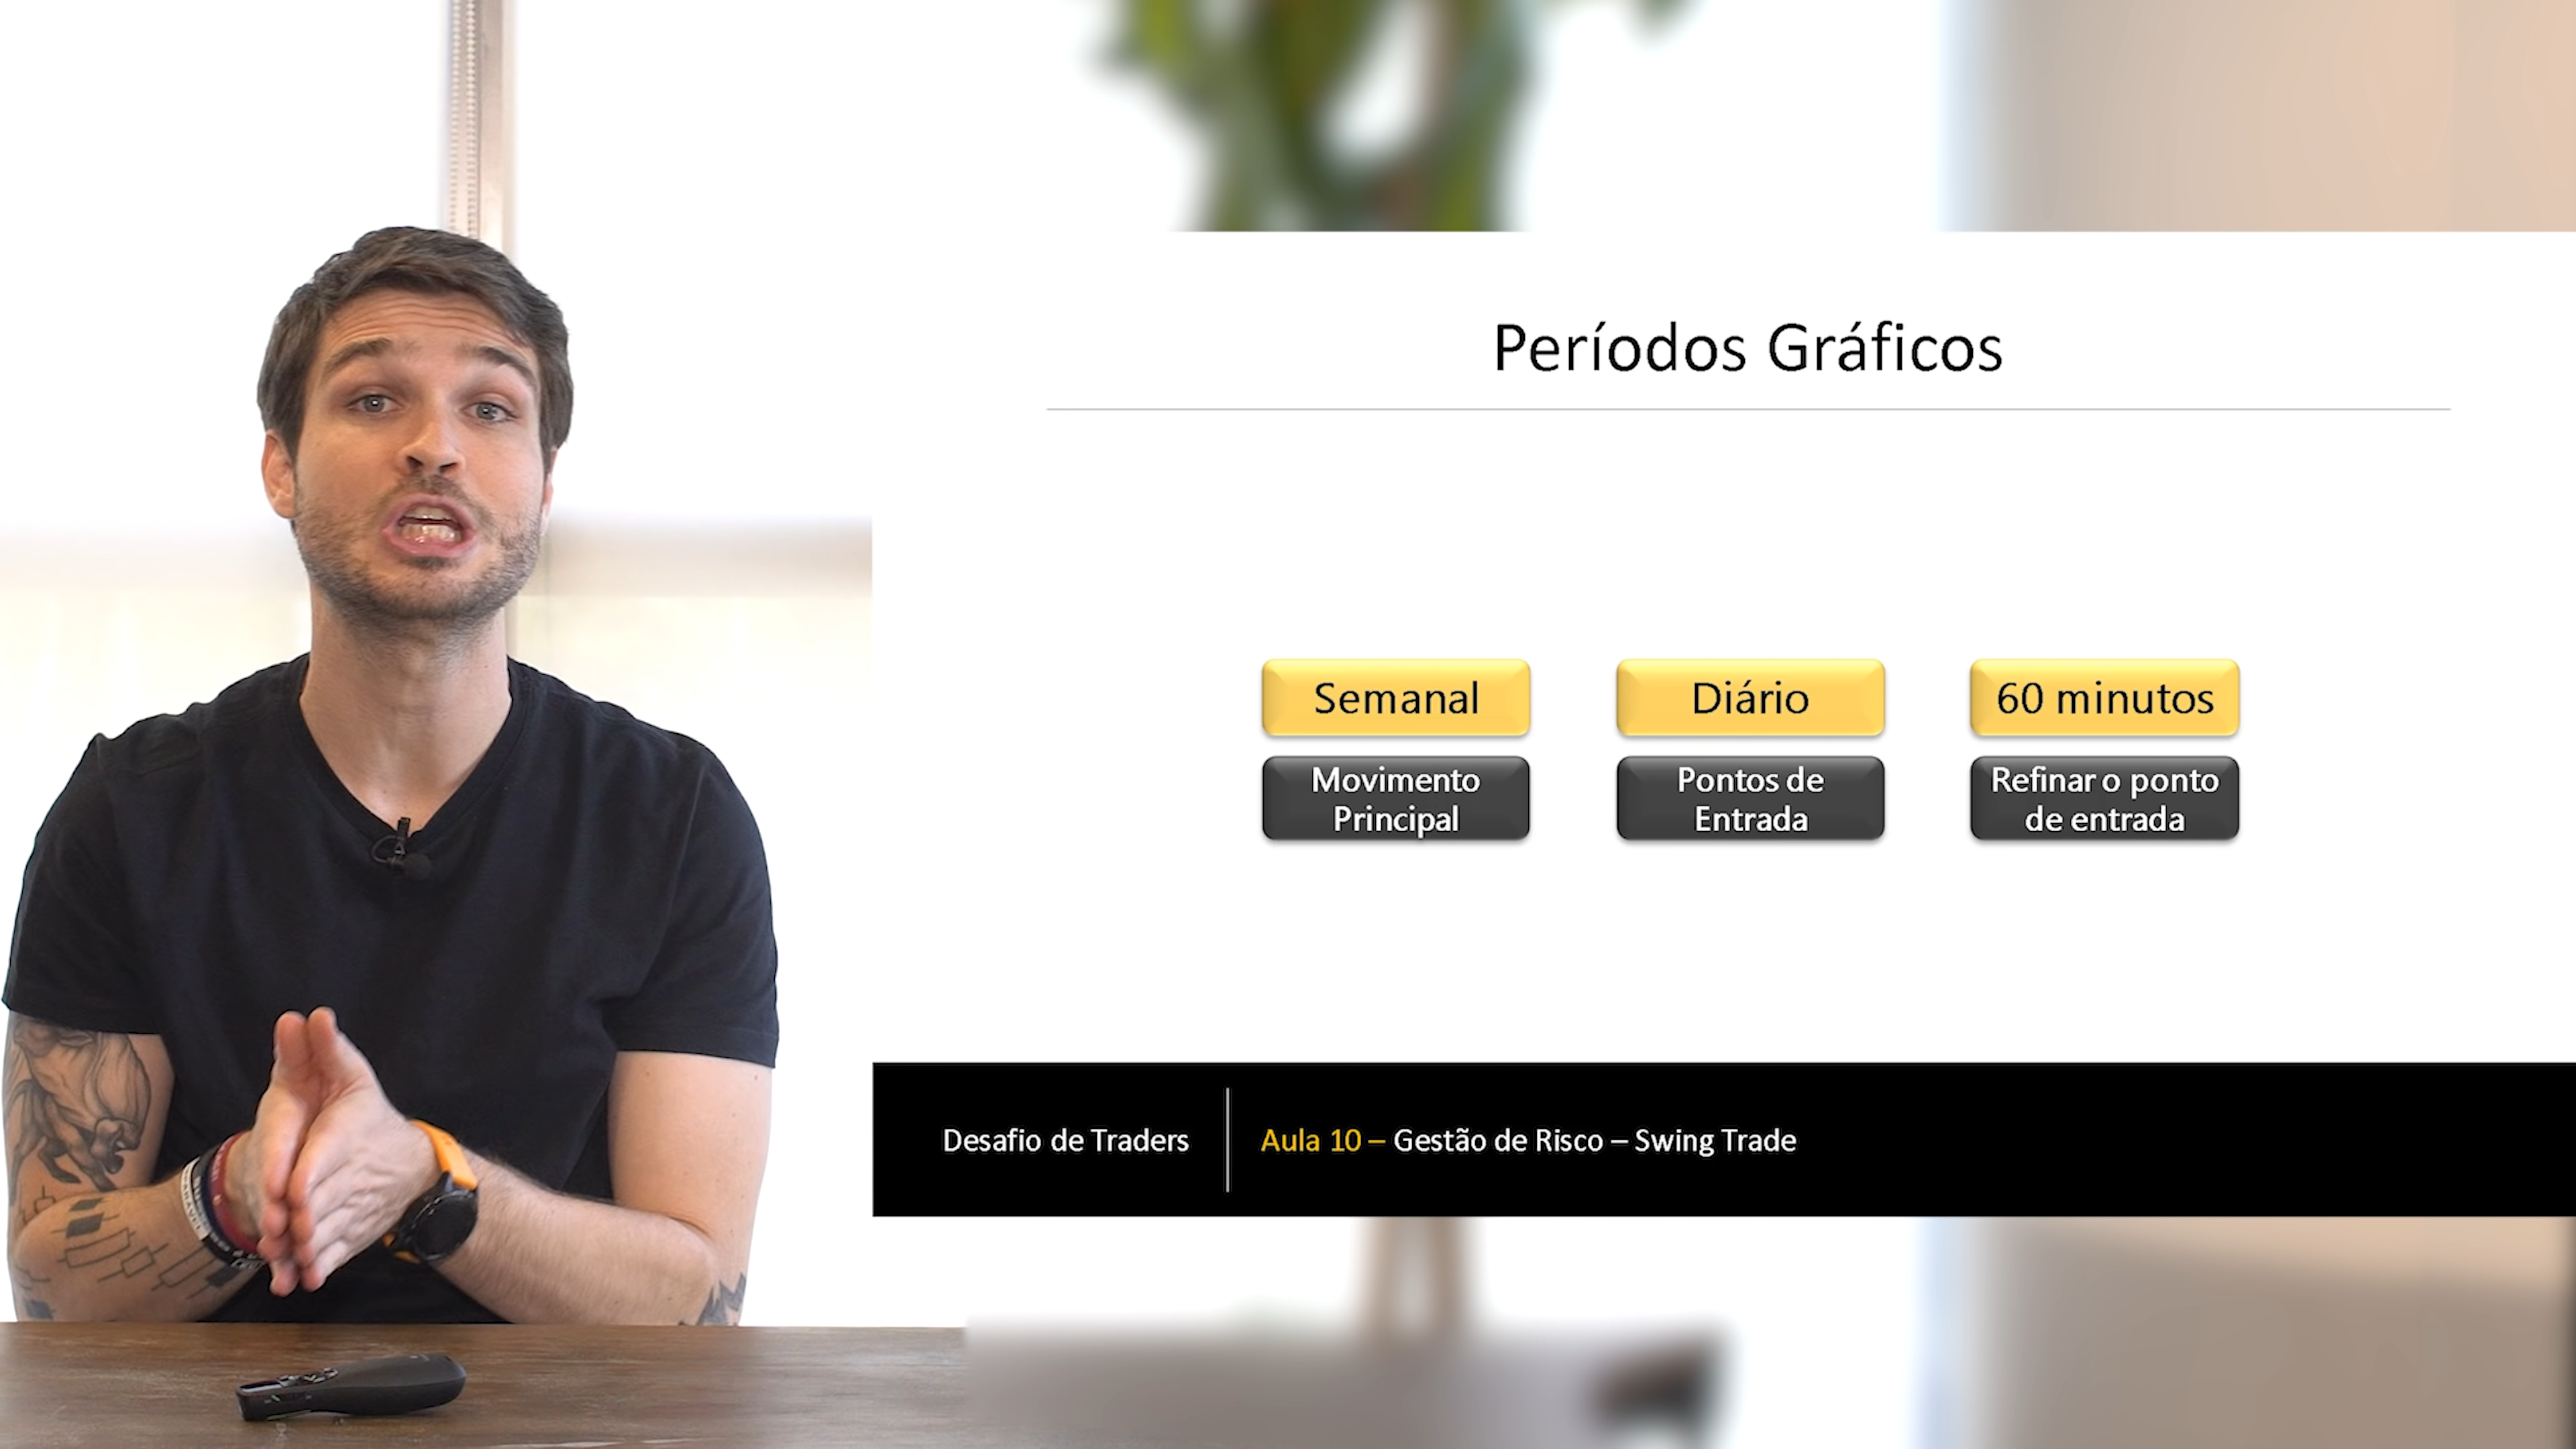 Períodos Gráficos
Semanal
Diário
60 minutos
Movimento
Principal
Pontos de
Entrada
Refinar o ponto
de entrada
Desafio de Traders
Aula 10 – Gestão de Risco – Swing Trade